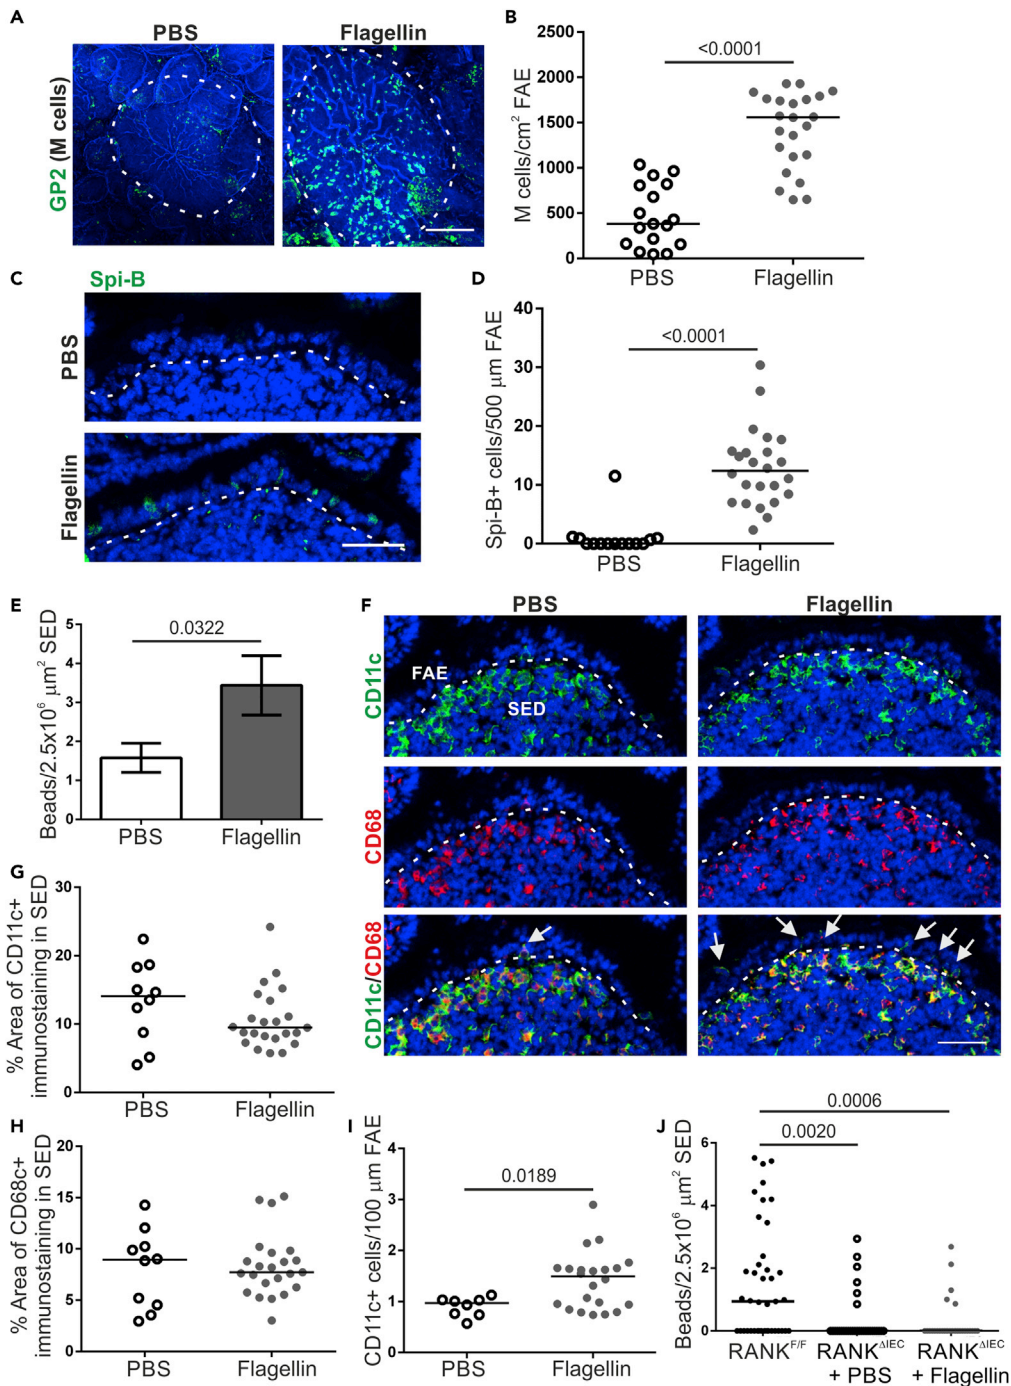 A
PBS
Flagellin
GP2 (M cells)
B
M cells/cm² FAE
2500
2000
1500
1000
500
0
<0.0001
PBS
Flagellin
C
Spi-B
PBS
Flagellin
D
Spi-B+ cells/500 μm FAE
40
30
20
10
0
<0.0001
PBS
Flagellin
E
Beads/2.5x10⁶ μm² SED
5
4
3
2
1
0
0.0322
PBS
Flagellin
F
PBS
Flagellin
CD11c
FAE
SED
CD68
CD11c/CD68
G
% Area of CD11c+
immunostaining in SED
30
20
10
0
PBS
Flagellin
H
% Area of CD68c+
immunostaining in SED
20
15
10
5
0
PBS
Flagellin
I
CD11c+ cells/100 μm FAE
4
3
2
1
0
0.0189
PBS
Flagellin
J
Beads/2.5x10⁶ μm² SED
6
4
2
0
0.0006
0.0020
RANK^F/F
RANK^ΔIEC
+ PBS
RANK^ΔIEC
+ Flagellin